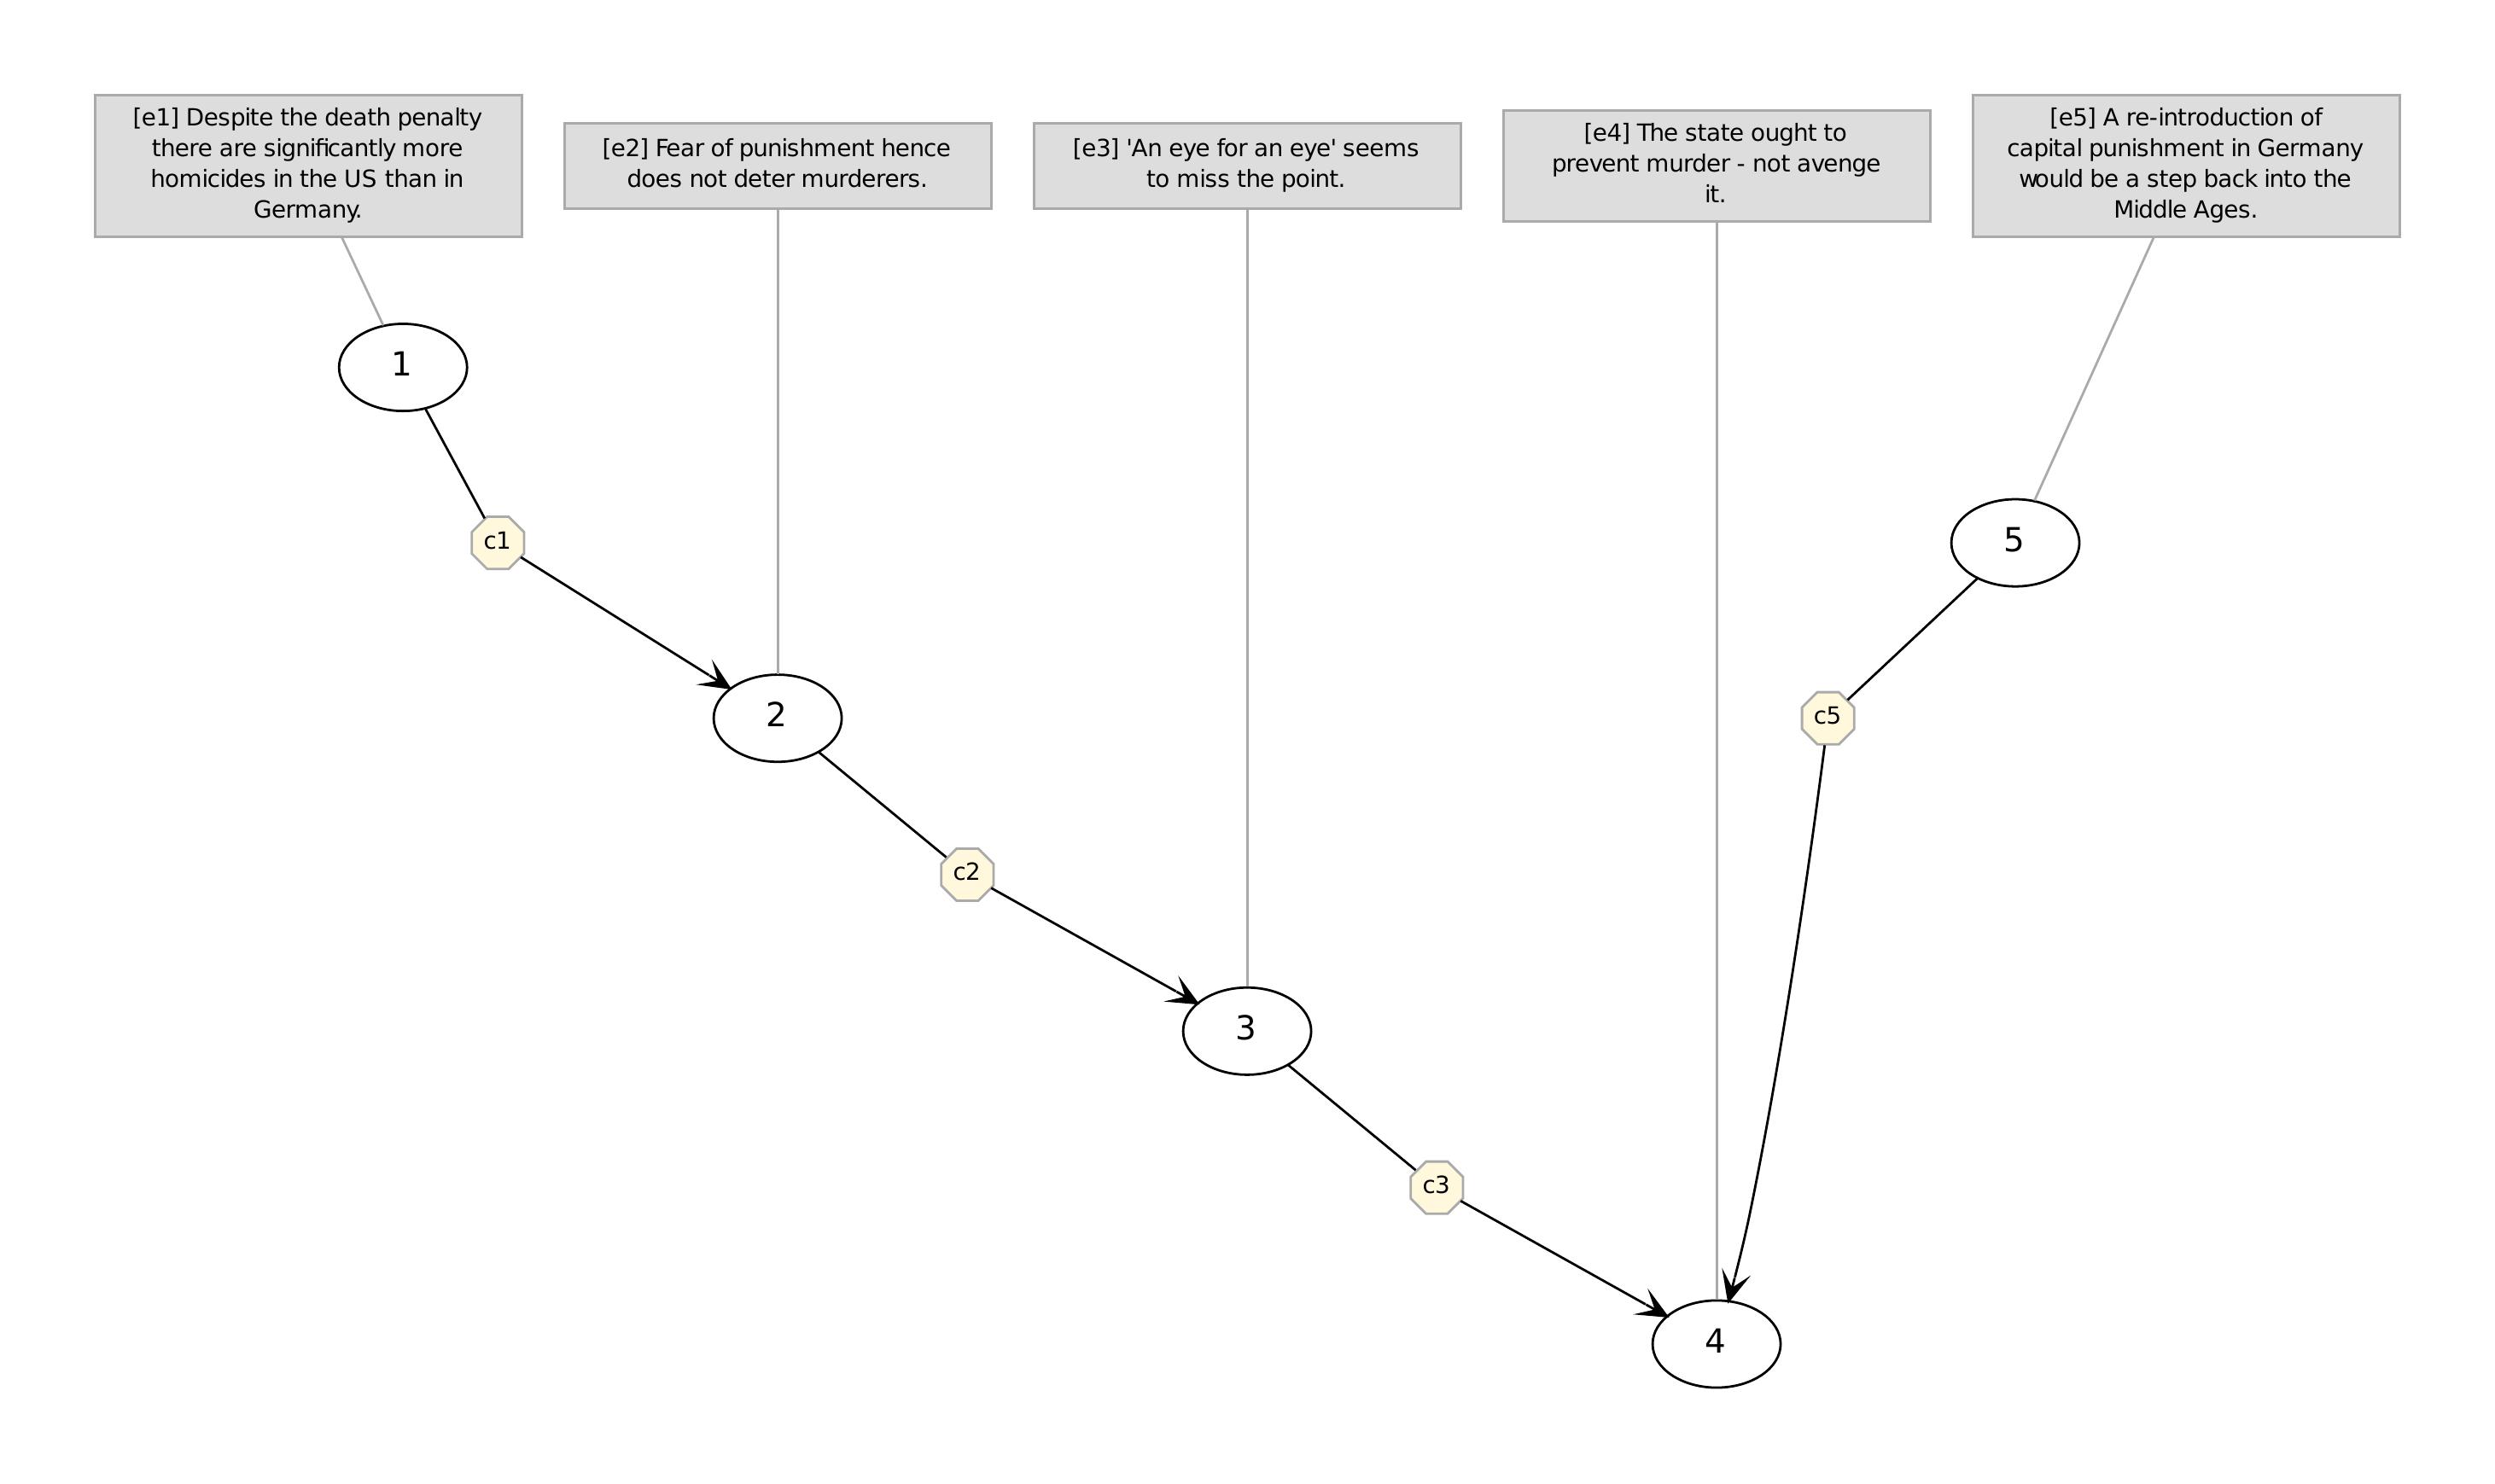 [e1] Despite the death penalty
there are significantly more
homicides in the US than in
Germany.
[e2] Fear of punishment hence
does not deter murderers.
[e3] 'An eye for an eye' seems
to miss the point.
[e4] The state ought to
prevent murder - not avenge
it.
[e5] A re-introduction of
capital punishment in Germany
would be a step back into the
Middle Ages.
1
c1
5
2
c5
c2
3
c3
4